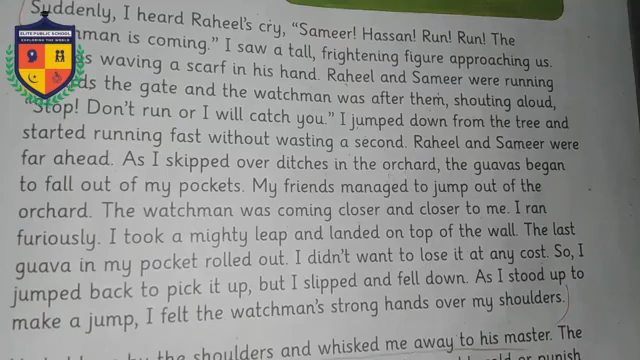 ELITE PUBLIC SCHOOL
EXPLORING THE WORLD
Suddenly, I heard Raheel's cry, "Sameer! Hassan! Run! Run! The
man is coming." I saw a tall, frightening figure approaching us.
waving a scarf in his hand. Raheel and Sameer were running
the gate and the watchman was after them, shouting aloud,
"Stop! Don't run or I will catch you." I jumped down from the tree and
started running fast without wasting a second. Raheel and Sameer were
far ahead. As I skipped over ditches in the orchard, the guavas began
to fall out of my pockets. My friends managed to jump out of the
orchard. The watchman was coming closer and closer to me. I ran
furiously. I took a mighty leap and landed on top of the wall. The last
guava in my pocket rolled out. I didn't want to lose it at any cost. So, I
jumped back to pick it up, but I slipped and fell down. As I stood up to
make a jump, I felt the watchman's strong hands over my shoulders.
the shoulders and whisked me away to his master. The
or punish